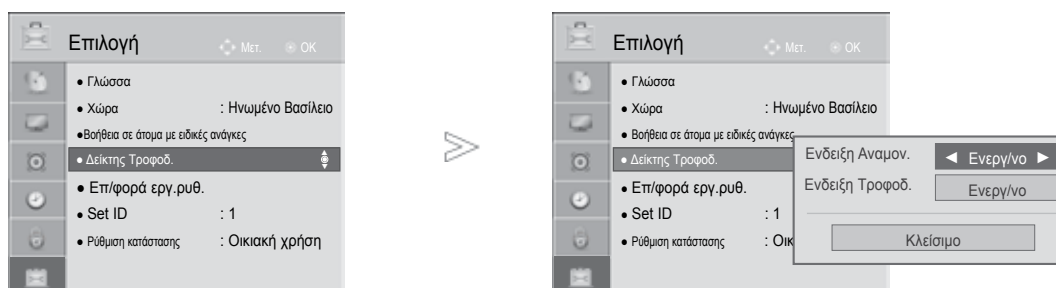 Επιλογή Μετ. OK
• Γλώσσα
• Χώρα : Ηνωμένο Βασίλειο
•Βοήθεια σε άτομα με ειδικές ανάγκες
• Δείκτης Τροφοδ.
• Επ/φορά εργ.ρυθ.
• Set ID : 1
• Ρύθμιση κατάστασης : Οικιακή χρήση
Επιλογή Μετ. OK
• Γλώσσα
• Χώρα : Ηνωμένο Βασίλειο
• Βοήθεια σε άτομα με ειδικές ανάγκες
• Δείκτης Τροφοδ.
• Επ/φορά εργ.ρυθ.
• Set ID : 1
• Ρύθμιση κατάστασης : Οικ
Ενδειξη Αναμον. ◄ Ενεργ/νο ►
Ενδειξη Τροφοδ. Ενεργ/νο
Κλείσιμο